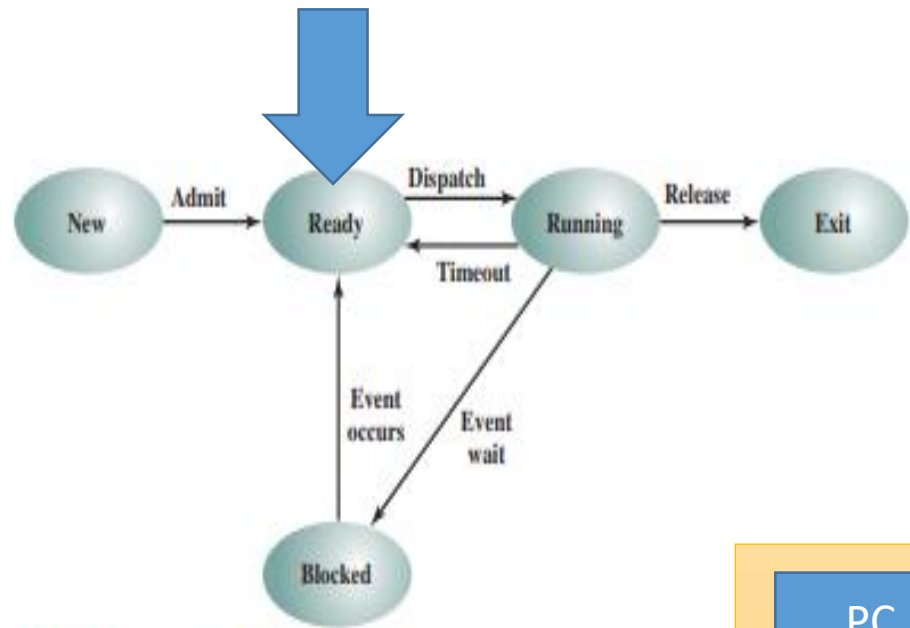 Admit
Dispatch
Release
New
Ready
Running
Exit
Timeout
Event
occurs
Event
wait
Blocked
PC